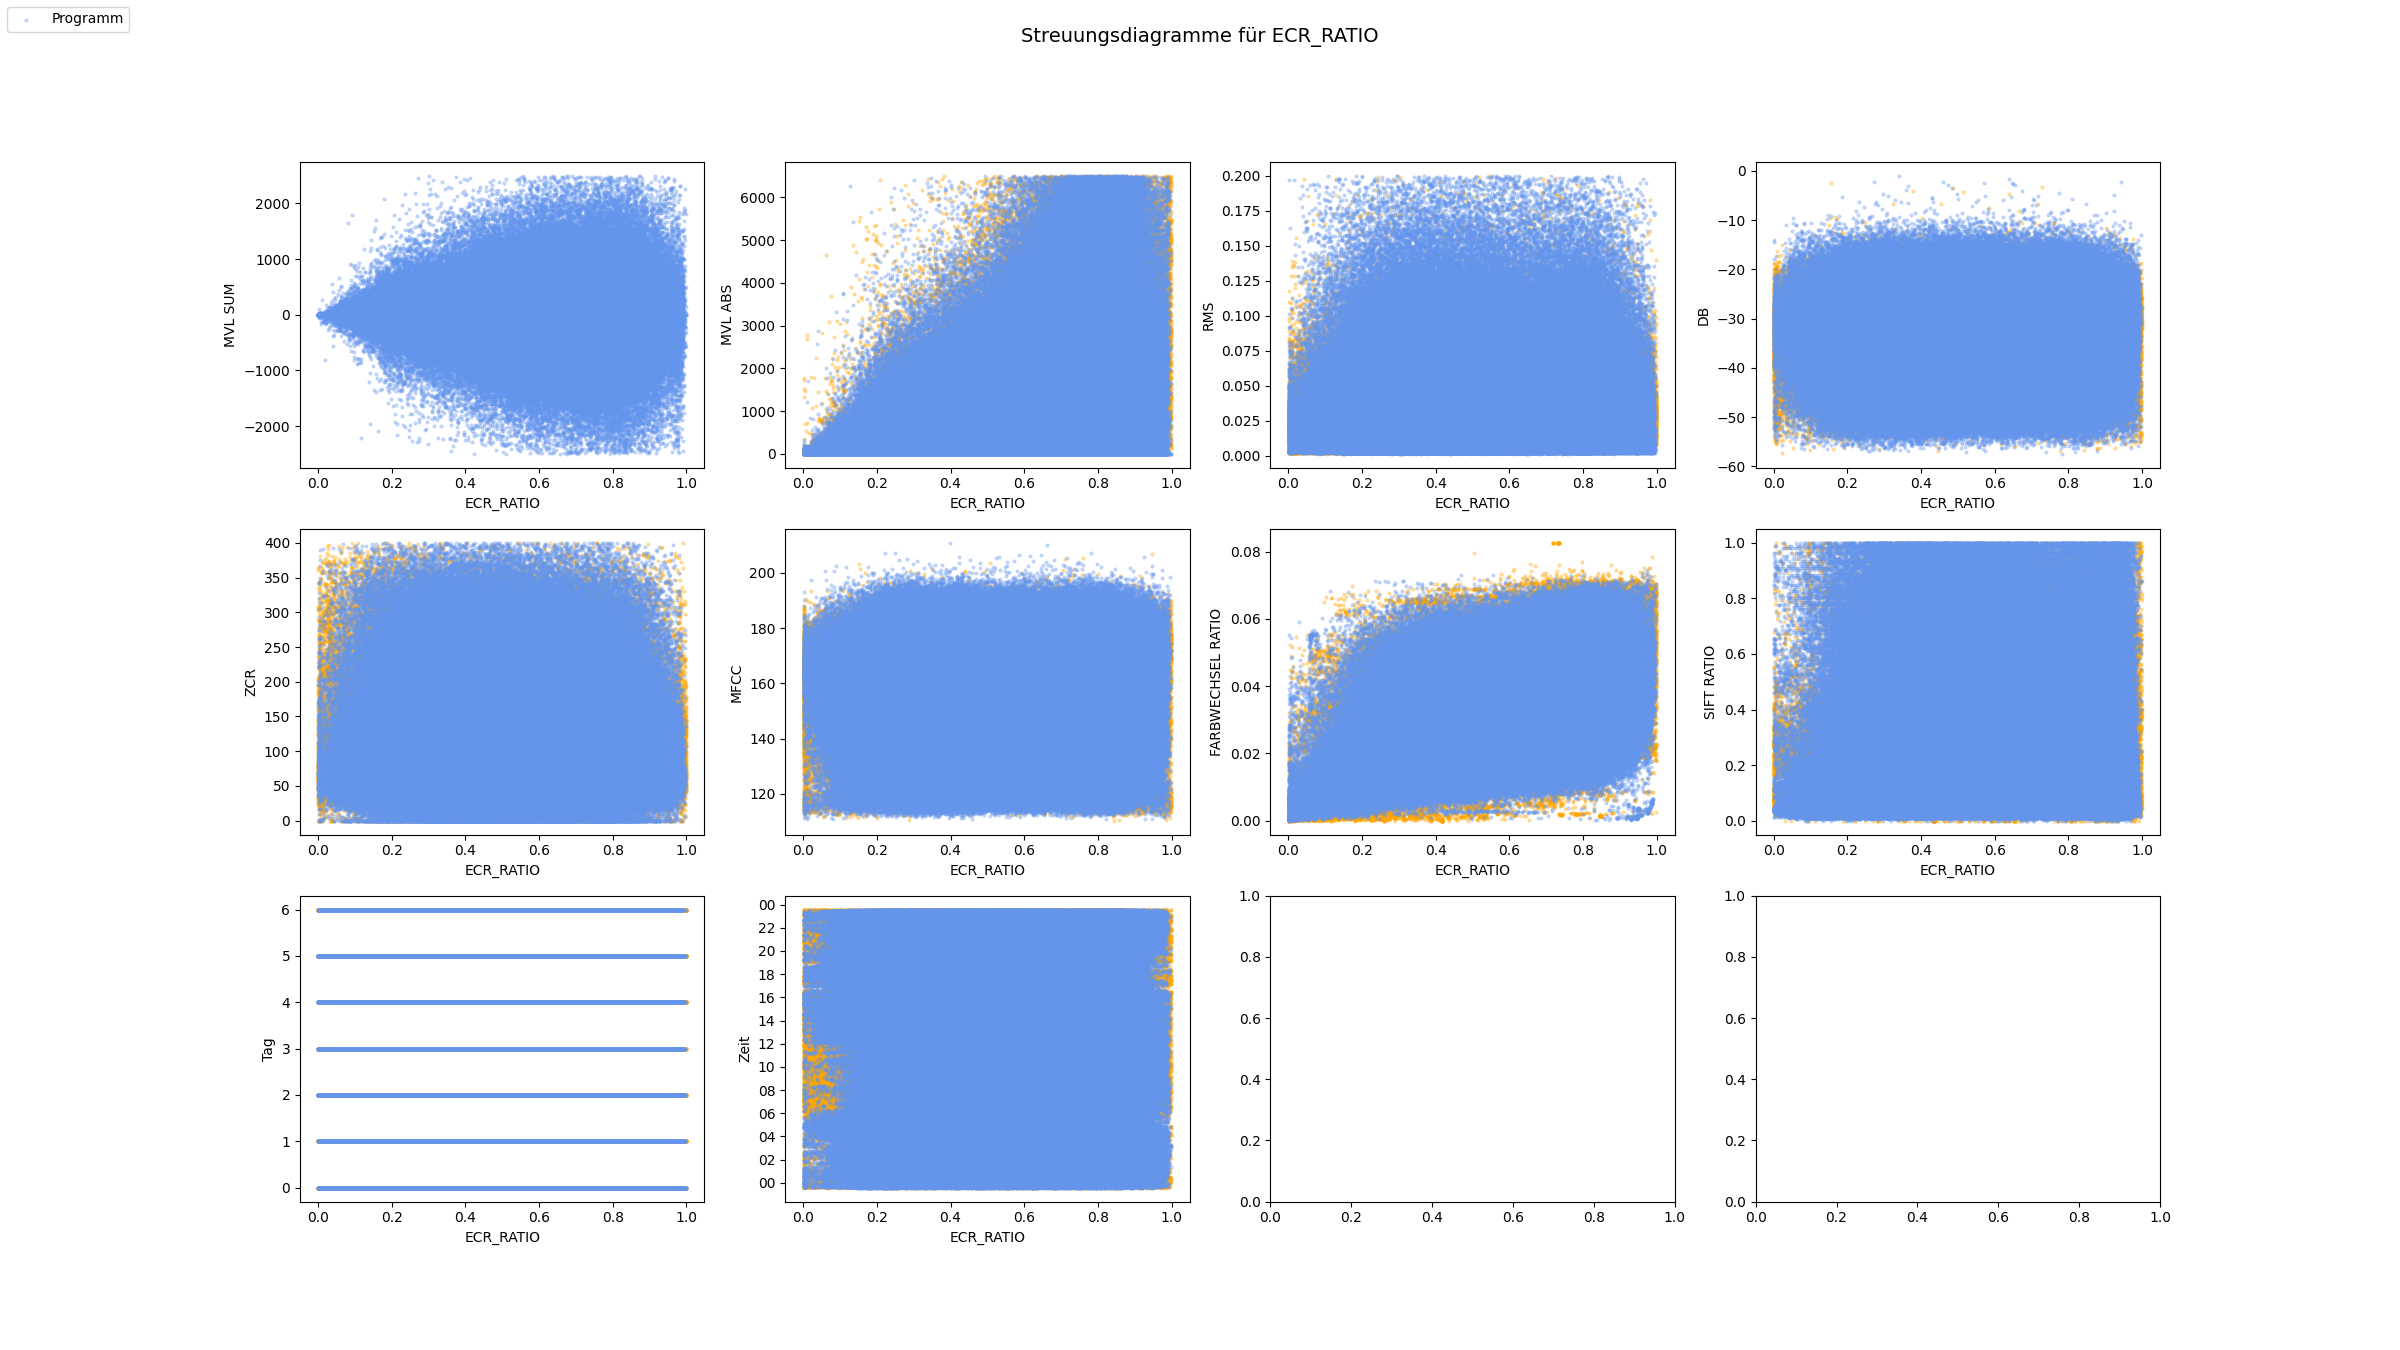 Programm
Streuungsdiagramme für ECR_RATIO
MVL SUM
2000
1000
0
−1000
−2000
0.0 0.2 0.4 0.6 0.8 1.0
ECR_RATIO
MVL ABS
6000
5000
4000
3000
2000
1000
0
0.0 0.2 0.4 0.6 0.8 1.0
ECR_RATIO
RMS
0.200
0.175
0.150
0.125
0.100
0.075
0.050
0.025
0.000
0.0 0.2 0.4 0.6 0.8 1.0
ECR_RATIO
DB
0
−10
−20
−30
−40
−50
−60
0.0 0.2 0.4 0.6 0.8 1.0
ECR_RATIO
ZCR
400
350
300
250
200
150
100
50
0
0.0 0.2 0.4 0.6 0.8 1.0
ECR_RATIO
MFCC
200
180
160
140
120
0.0 0.2 0.4 0.6 0.8 1.0
ECR_RATIO
FARBWECHSEL RATIO
0.08
0.06
0.04
0.02
0.00
0.0 0.2 0.4 0.6 0.8 1.0
ECR_RATIO
SIFT RATIO
1.0
0.8
0.6
0.4
0.2
0.0
0.0 0.2 0.4 0.6 0.8 1.0
ECR_RATIO
Tag
6
5
4
3
2
1
0
0.0 0.2 0.4 0.6 0.8 1.0
ECR_RATIO
Zeit
00
22
20
18
16
14
12
10
08
06
04
02
00
0.0 0.2 0.4 0.6 0.8 1.0
ECR_RATIO
1.0
0.8
0.6
0.4
0.2
0.0
0.0 0.2 0.4 0.6 0.8 1.0
1.0
0.8
0.6
0.4
0.2
0.0
0.0 0.2 0.4 0.6 0.8 1.0